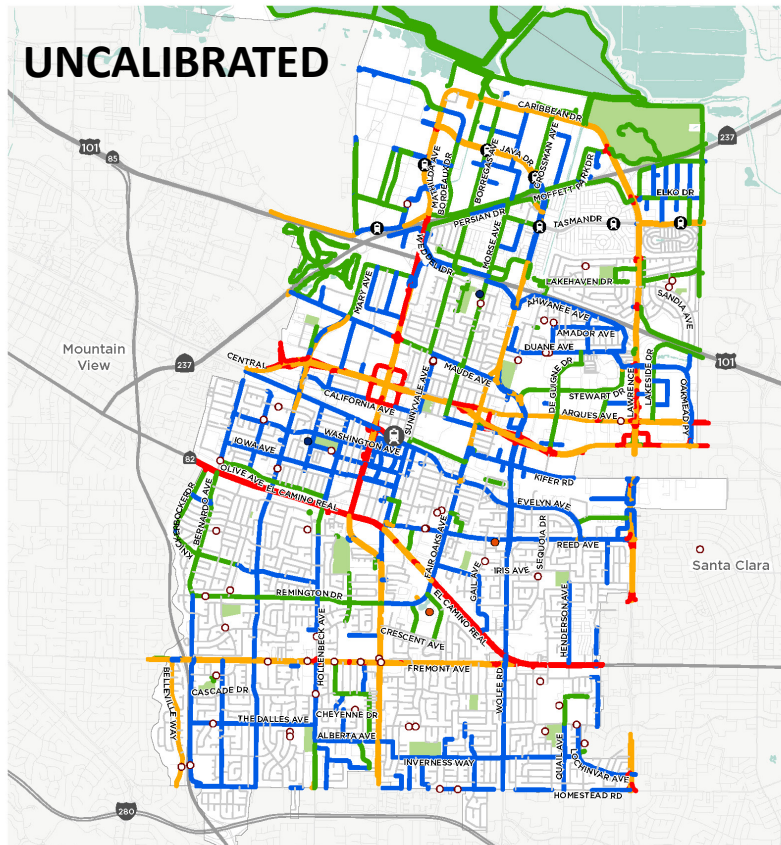 UNCALIBRATED
CARIBBEAN DR
237
101
85
JAVA DR
CROSSMAN AVE
BORREGAS AVE
MATHILDA AVE
BORDEAUX DR
MOFFETT PARK DR
ELKO DR
PERSIAN DR
TASMAN DR
MORSE AVE
WEDDELL DR
LAKEHAVEN DR
MARY AVE
SANDIA AVE
AHWANEE AVE
AMADOR AVE
DUANE AVE
Mountain
View
237
101
CENTRAL
MAUDE AVE
DE GUIGNE DR
STEWART DR
LAWRENCE
LAKESIDE DR
OAKMEAD PY
CALIFORNIA AVE
SUNNYVALE AVE
ARQUES AVE
WASHINGTON AVE
IOWA AVE
82
KIFER RD
OLIVE AVE
EL CAMINO REAL
EVELYN AVE
KNICKERBOCKER DR
BERNARDO AVE
FAIR OAKS AVE
SEQUOIA DR
REED AVE
Santa Clara
GAIL AVE
IRIS AVE
REMINGTON DR
HENDERSON AVE
EL CAMINO REAL
HOLLENBECK AVE
CRESCENT AVE
FREMONT AVE
BELLEVILLE WAY
CASCADE DR
WOLFE RD
CHEYENNE DR
THE DALLES AVE
ALBERTA AVE
QUAIL AVE
INVERNESS WAY
LOCHINVAR AVE
HOMESTEAD RD
280